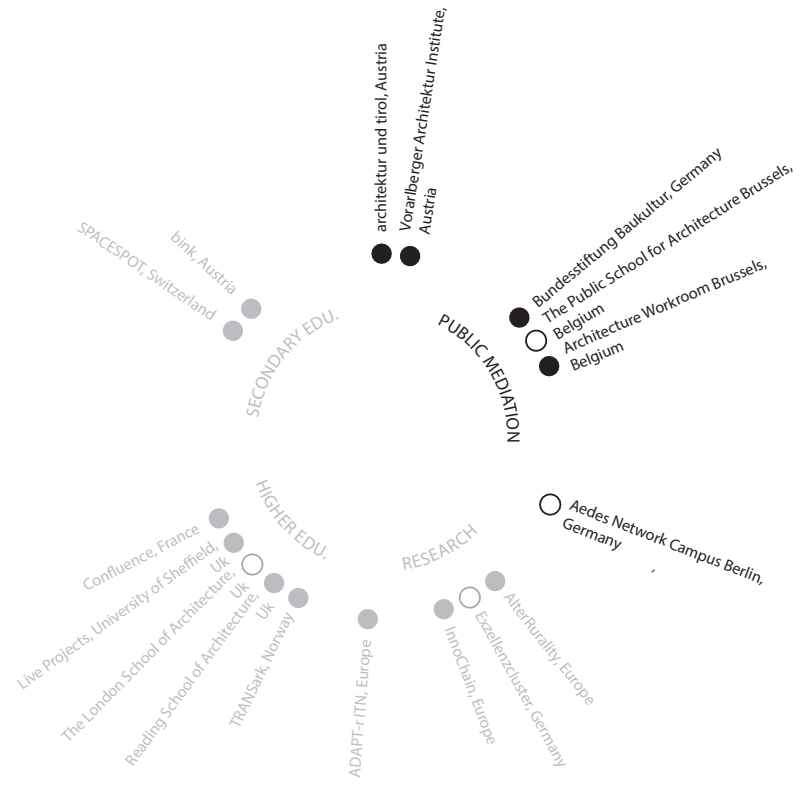 architektur und tirol, Austria
Vorarlberger Architektur Institute,
Austria
Bundesstiftung Baukultur, Germany
The Public School for Architecture Brussels,
Belgium
Architecture Workroom Brussels,
Belgium
PUBLIC MEDIATION
Aedes Network Campus Berlin,
Germany
,
RESEARCH
AlterRurality, Europe
Exzellenzcluster, Germany
InnoChain, Europe
ADAPT-r ITN, Europe
HIGHER EDU.
TRANSark, Norway
Reading School of Architecture,
Uk
The London School of Architecture,
Uk
Live Projects, University of Sheffield,
Uk
Confluence, France
SECONDARY EDU.
SPACESPOT, Switzerland
bink, Austria